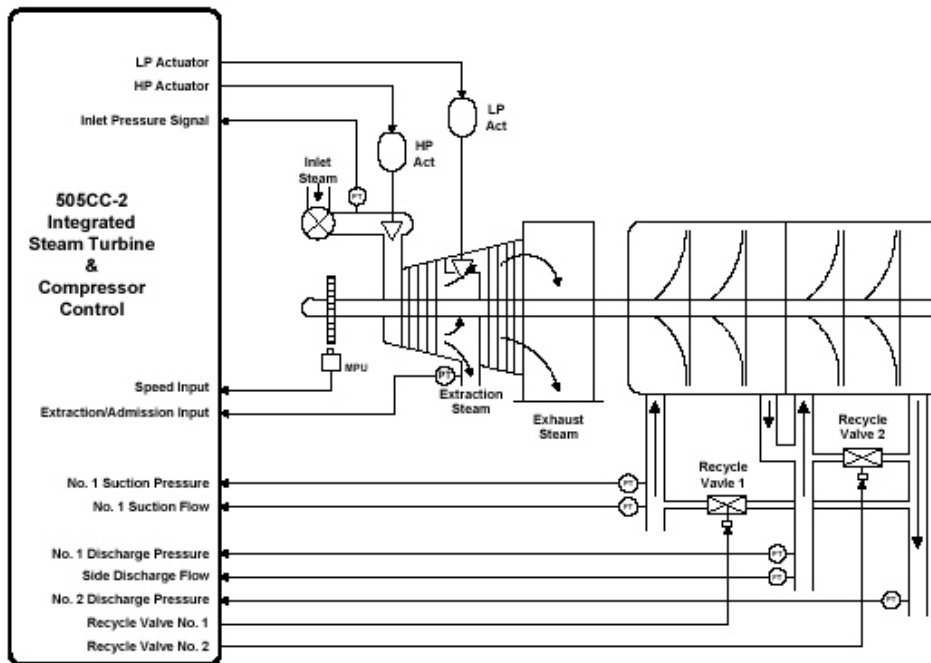 LP Actuator
HP Actuator
Inlet Pressure Signal
505CC-2
Integrated
Steam Turbine
&
Compressor
Control
Speed Input
Extraction/Admission Input
No. 1 Suction Pressure
No. 1 Suction Flow
No. 1 Discharge Pressure
Side Discharge Flow
No. 2 Discharge Pressure
Recycle Valve No. 1
Recycle Valve No. 2
LP
Act
HP
Act
Inlet
Steam
PT
MPU
PT
Extraction
Steam
Exhaust
Steam
Recycle
Valve 2
Recycle
Vavle 1
PT
PT
PT
PT
PT